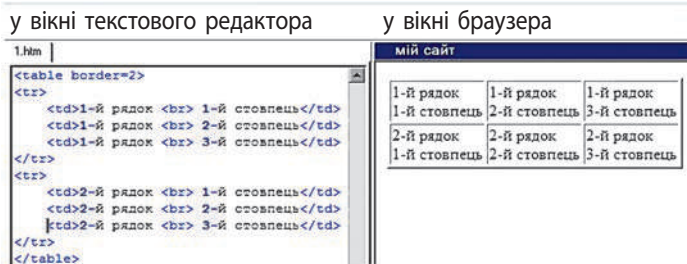 у вікні текстового редактора
у вікні браузера
1.htm
<table border=2>
<tr>
<td>1-й рядок <br> 1-й стовпець</td>
<td>1-й рядок <br> 2-й стовпець</td>
<td>1-й рядок <br> 3-й стовпець</td>
</tr>
<tr>
<td>2-й рядок <br> 1-й стовпець</td>
<td>2-й рядок <br> 2-й стовпець</td>
<td>2-й рядок <br> 3-й стовпець</td>
</tr>
</table>
мій сайт
1-й рядок 1-й рядок 1-й рядок
1-й стовпець 2-й стовпець 3-й стовпець
2-й рядок 2-й рядок 2-й рядок
1-й стовпець 2-й стовпець 3-й стовпець